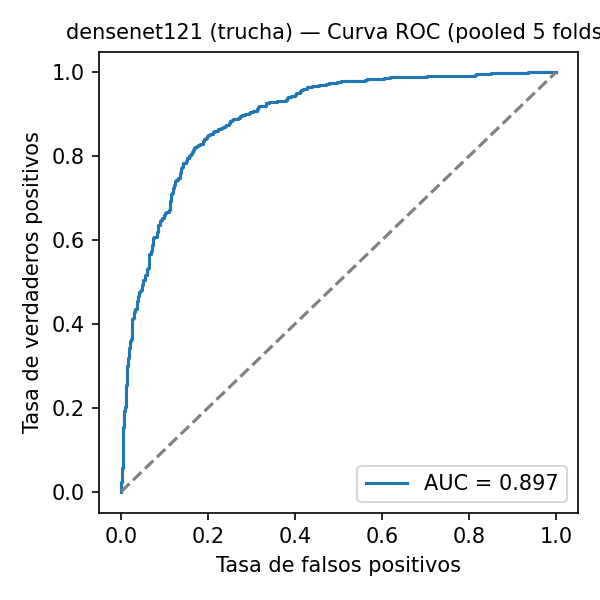 densenet121 (trucha) — Curva ROC (pooled 5 folds
1.0
0.8
0.6
0.4
0.2
0.0
Tasa de verdaderos positivos
AUC = 0.897
0.0 0.2 0.4 0.6 0.8 1.0
Tasa de falsos positivos